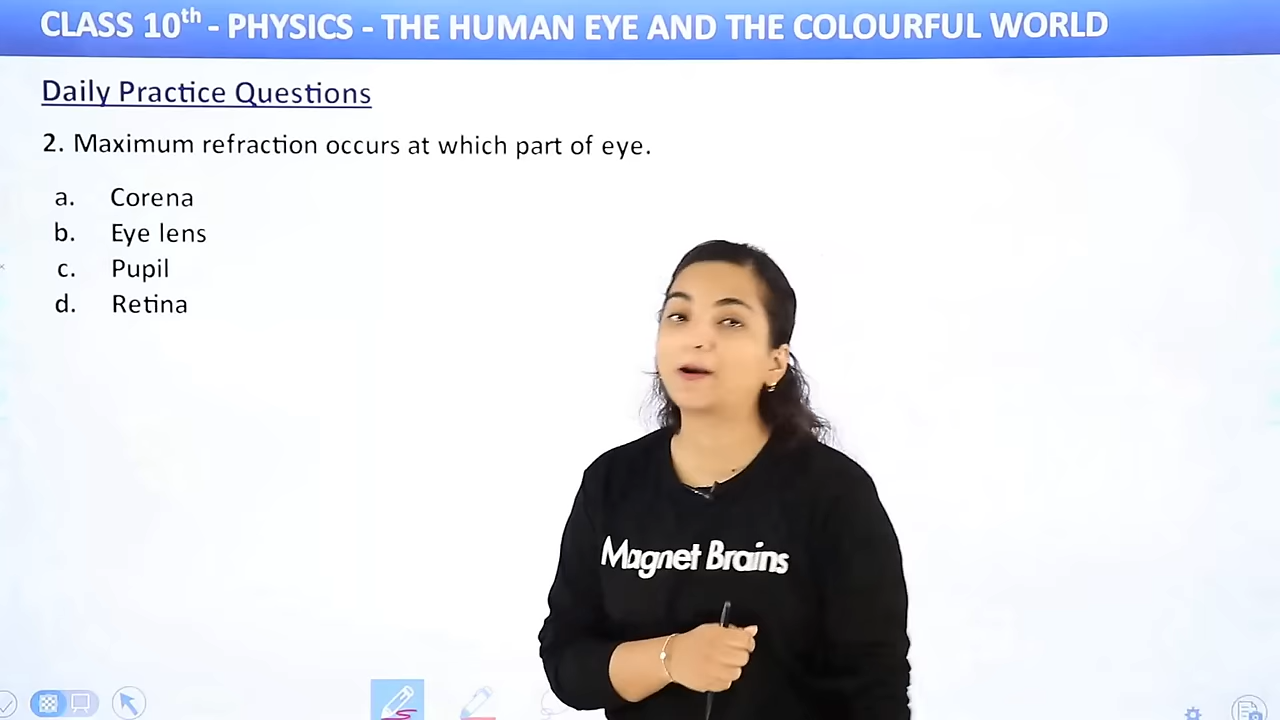 CLASS 10th - PHYSICS - THE HUMAN EYE AND THE COLOURFUL WORLD
Daily Practice Questions
2. Maximum refraction occurs at which part of eye.
a. Corena
b. Eye lens
c. Pupil
d. Retina
Magnet Brains